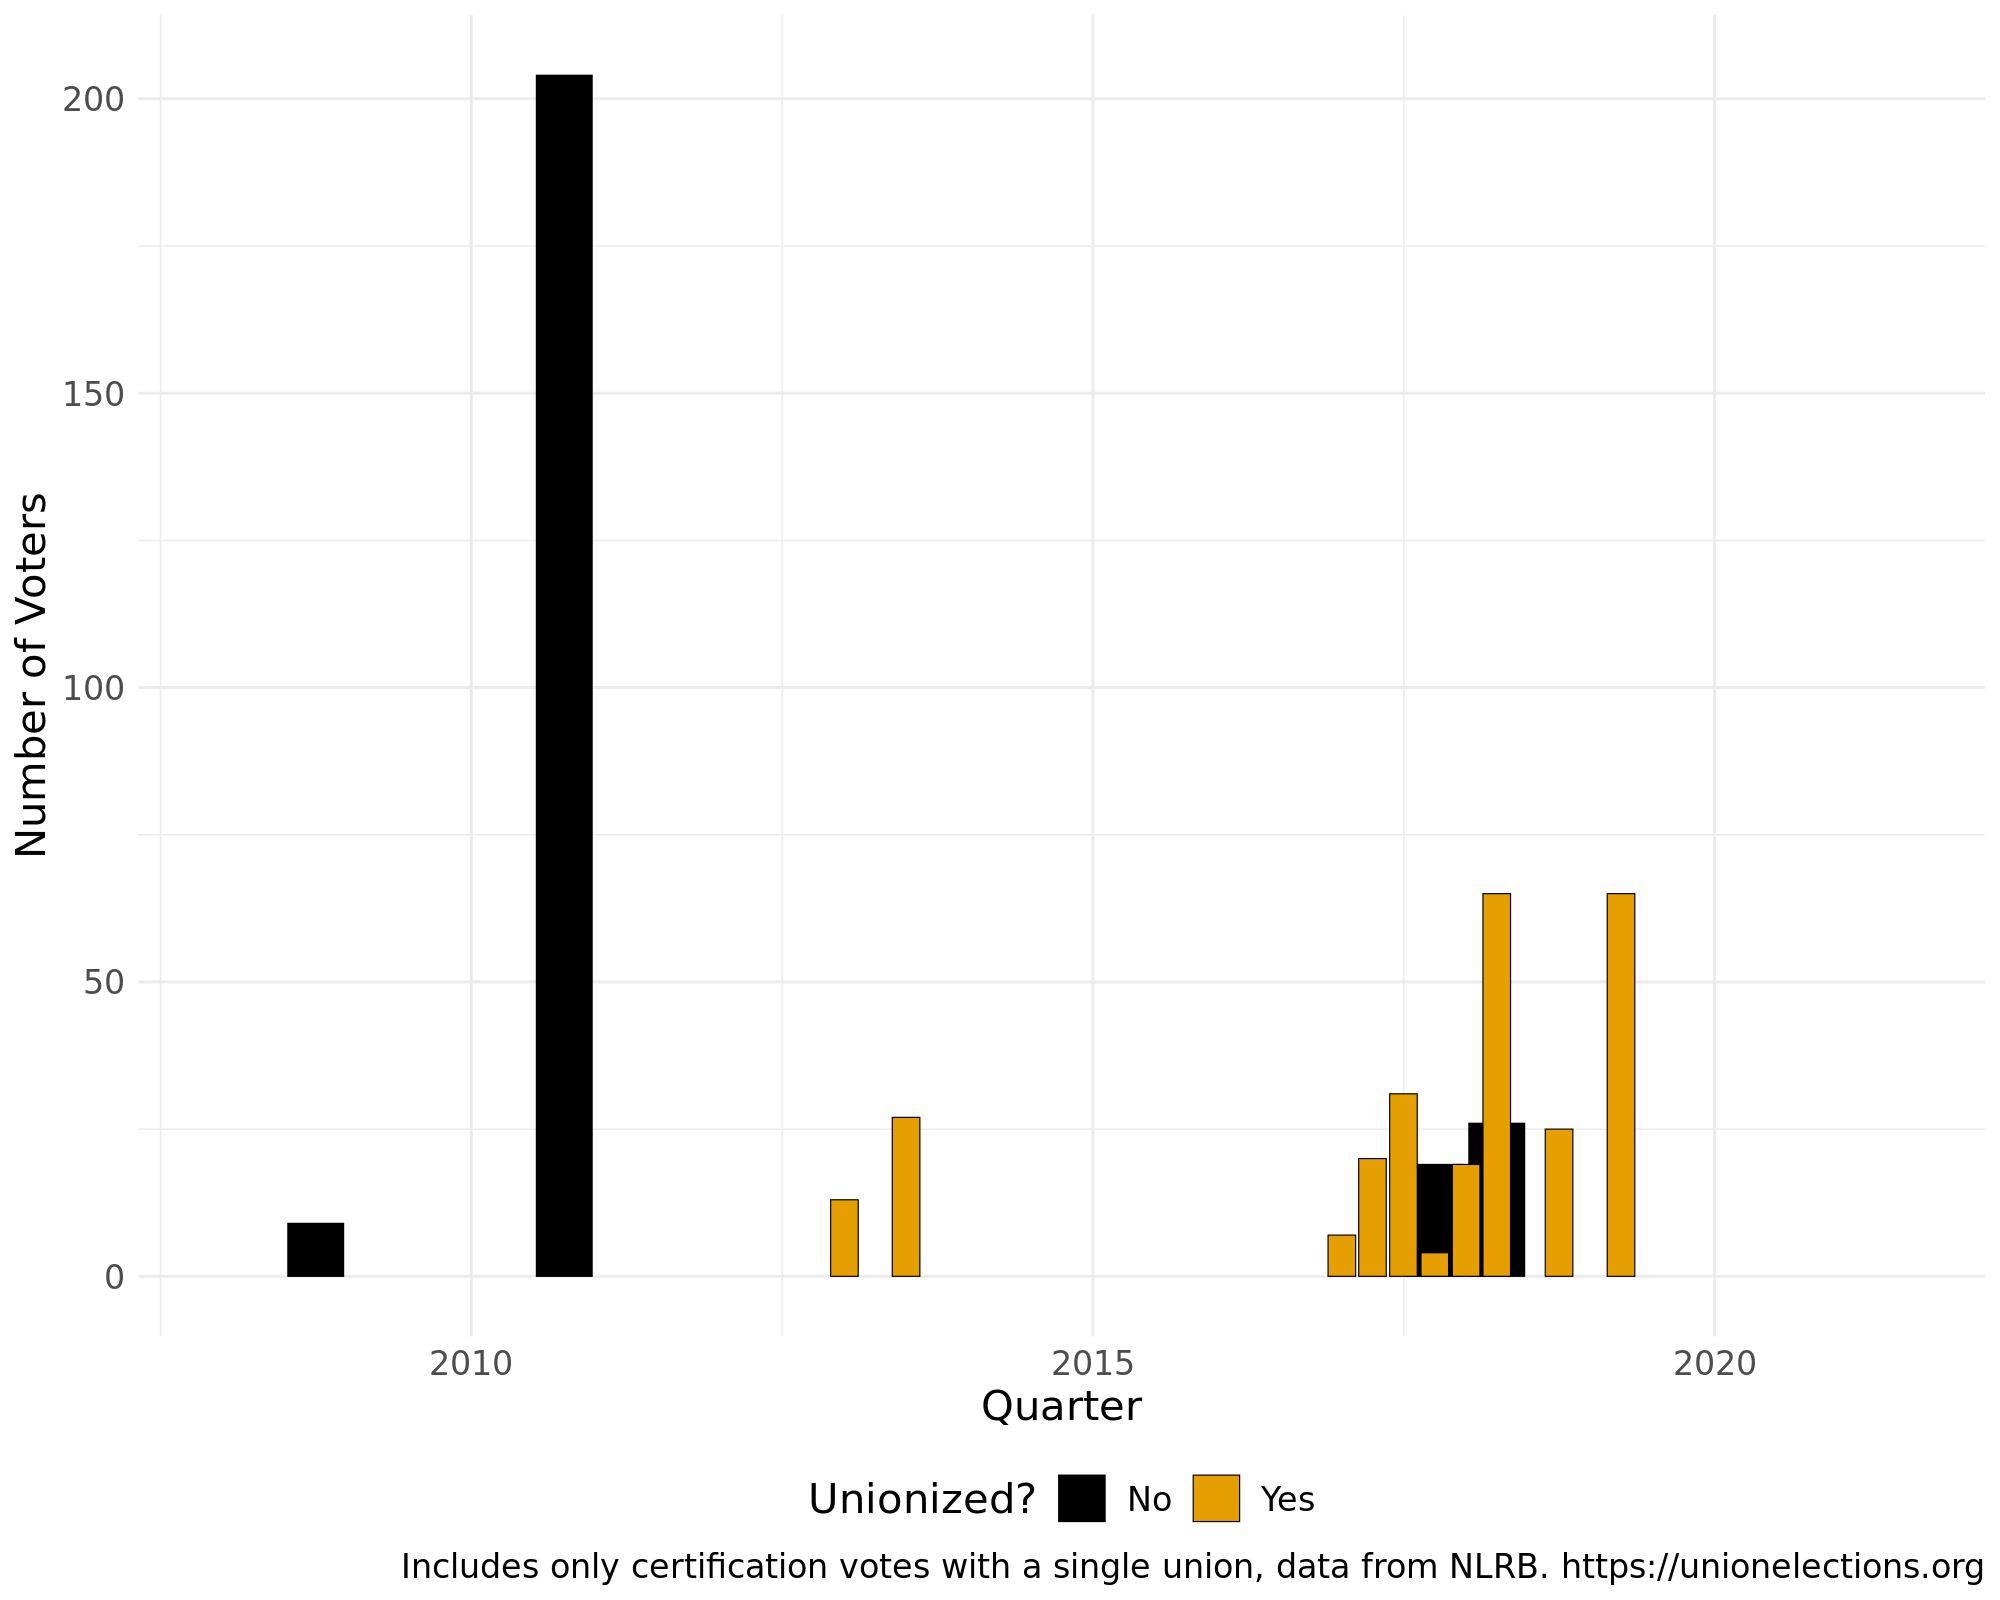 200
150
100
50
0
Number of Voters
2010 2015 2020
Quarter
Unionized? No Yes
Includes only certification votes with a single union, data from NLRB. https://unionelections.org